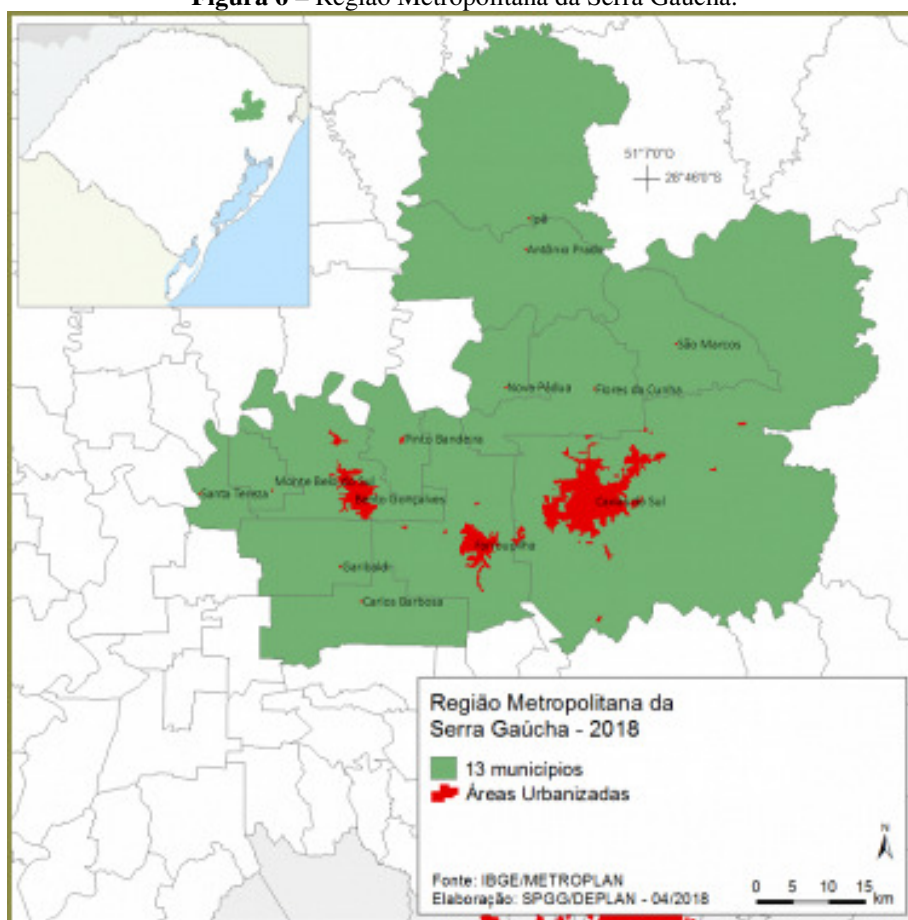 Figura 6 – Região Metropolitana da Serra Gaúcha.
51°7'0"O
28°46'0"S
Ipê
Antônio Prado
São Marcos
Nova Pádua
Flores da Cunha
Pinto Bandeira
Santa Tereza
Monte Belo do Sul
Bento Gonçalves
Caxias do Sul
Farroupilha
Garibaldi
Carlos Barbosa
Região Metropolitana da
Serra Gaúcha - 2018
13 municípios
Áreas Urbanizadas
N
Fonte: IBGE/METROPLAN
Elaboração: SPGG/DEPLAN - 04/2018
0 5 10 15
km